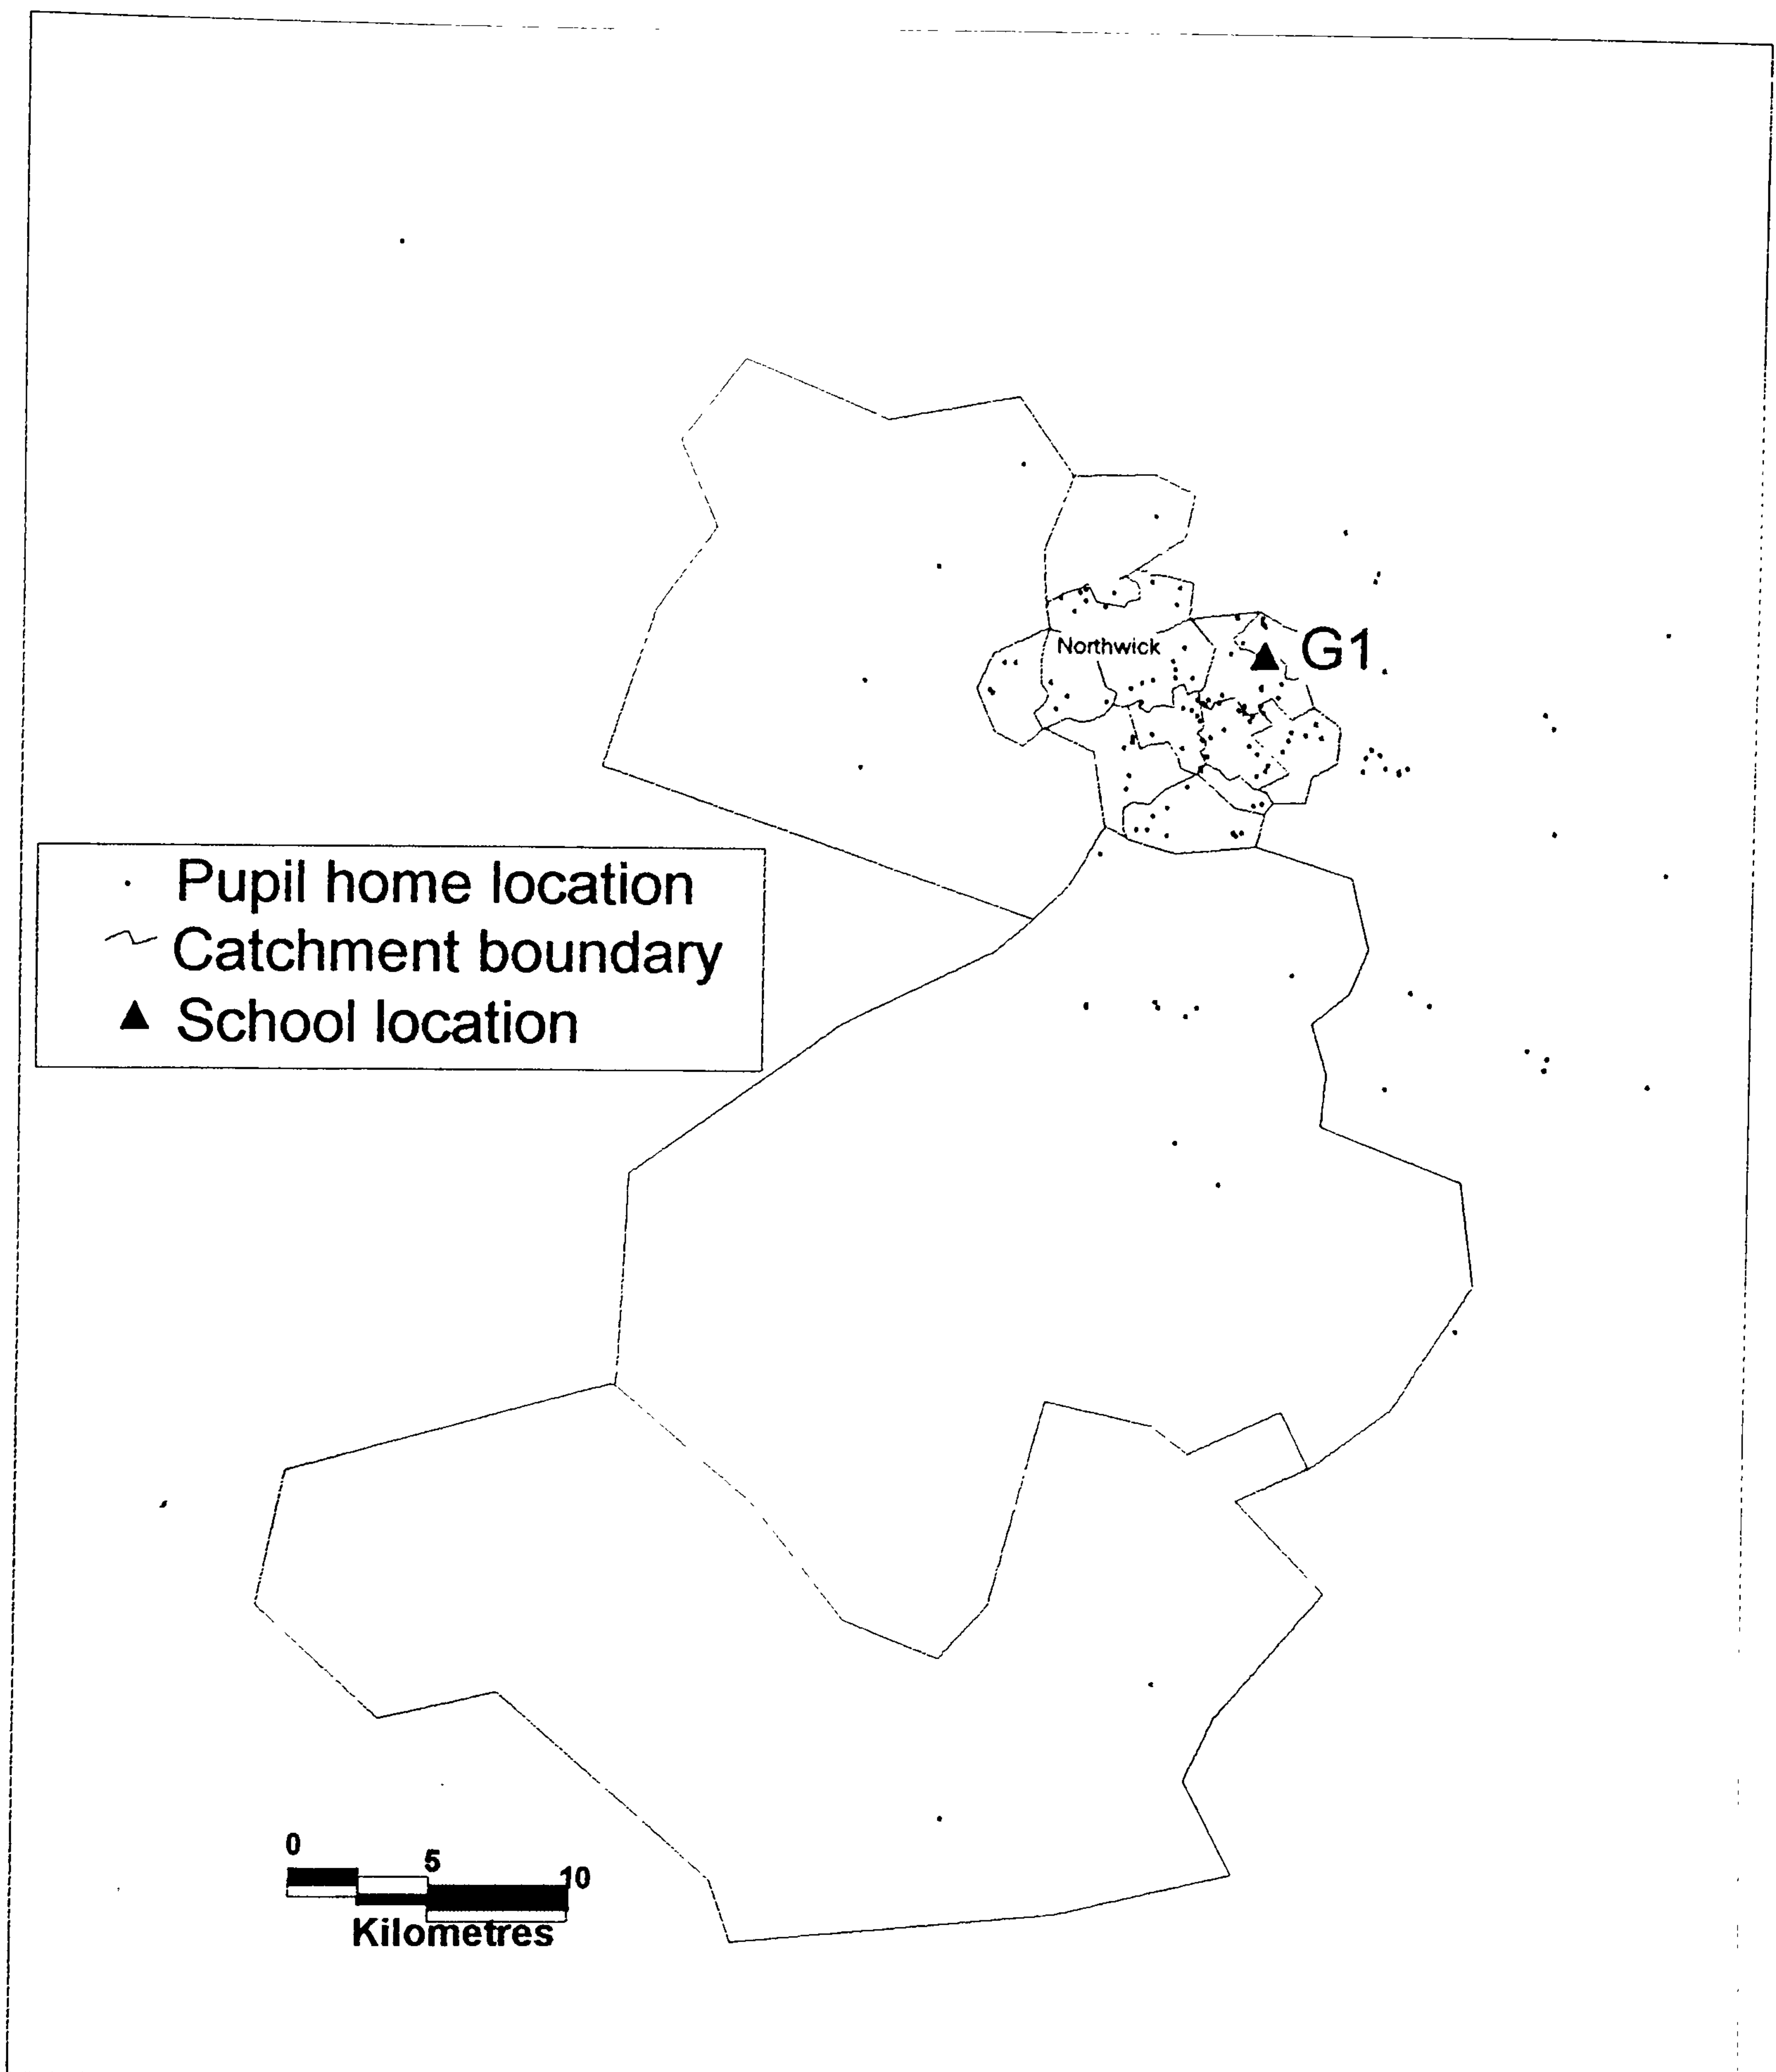 Northwick
G1
Pupil home location
Catchment boundary
School location
0
5
10
Kilometres